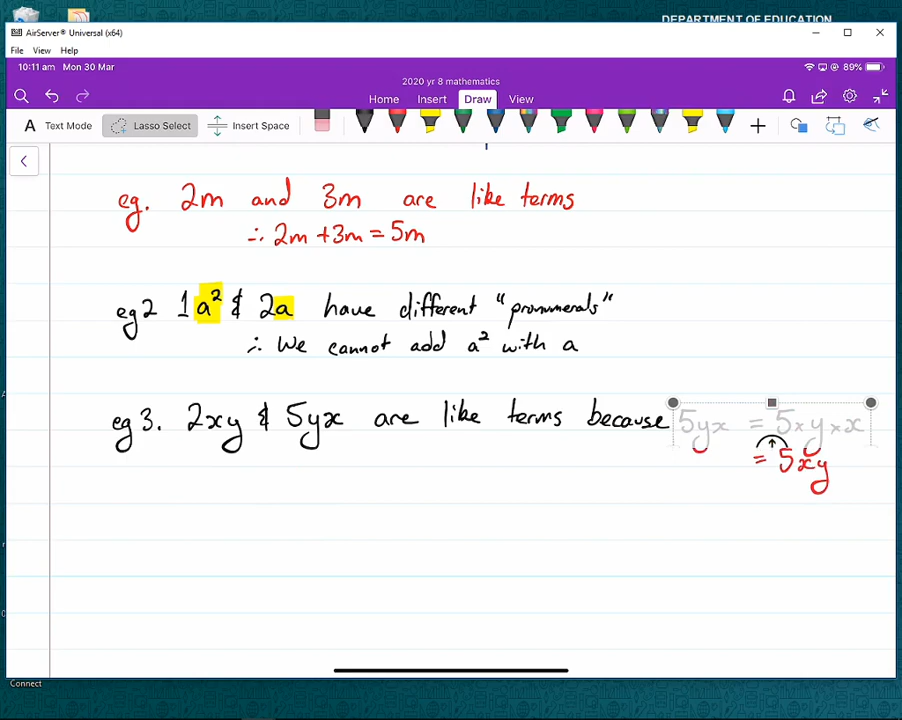 DEPARTMENT OF EDUCATION
AirServer® Universal (x64)
File View Help
10:11 am Mon 30 Mar 89%
2020 yr 8 mathematics
Home Insert Draw View
A Text Mode Lasso Select Insert Space
eg. 2m and 3m are like terms
∴ 2m + 3m = 5m
eg2 1a² & 2a have different "pronumerals"
∴ We cannot add a² with a
eg 3. 2xy & 5yx are like terms because 5yx = 5×y×x
= 5xy
Connect